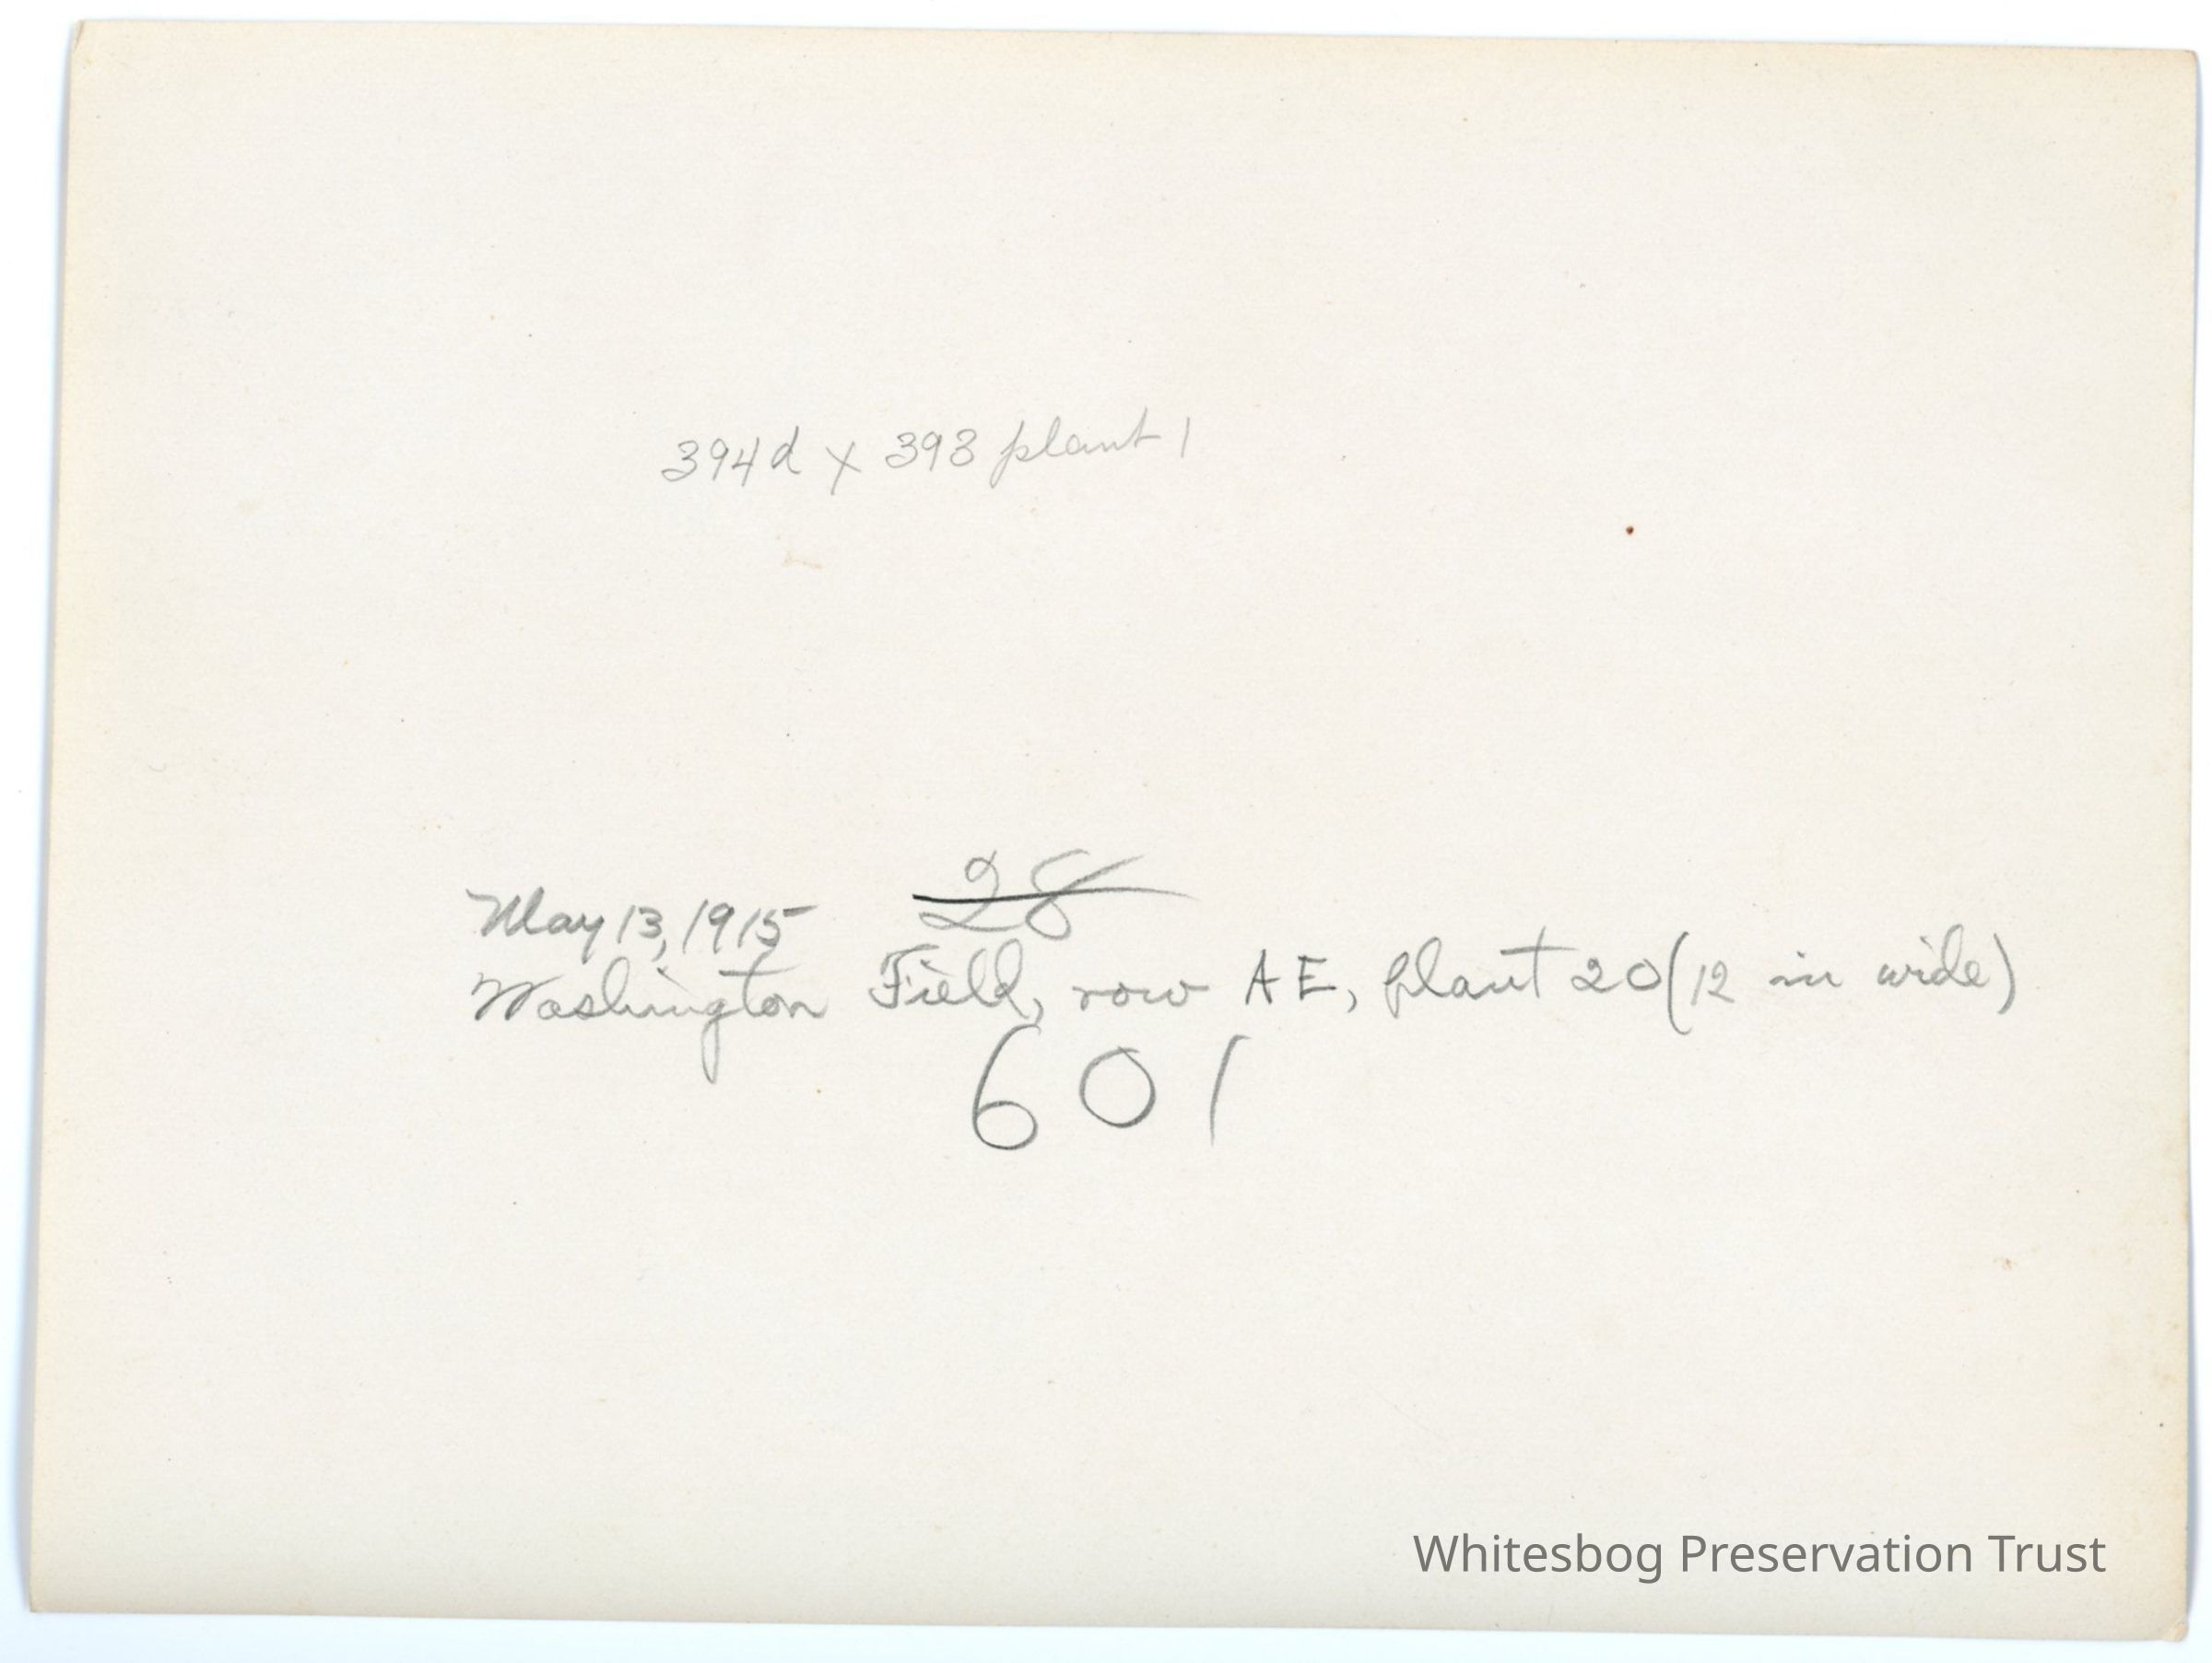 394d x 393 plant 1
28
May 13, 1915
Washington Field, row AE, plant 20 (12 in wide)
601
Whitesbog Preservation Trust